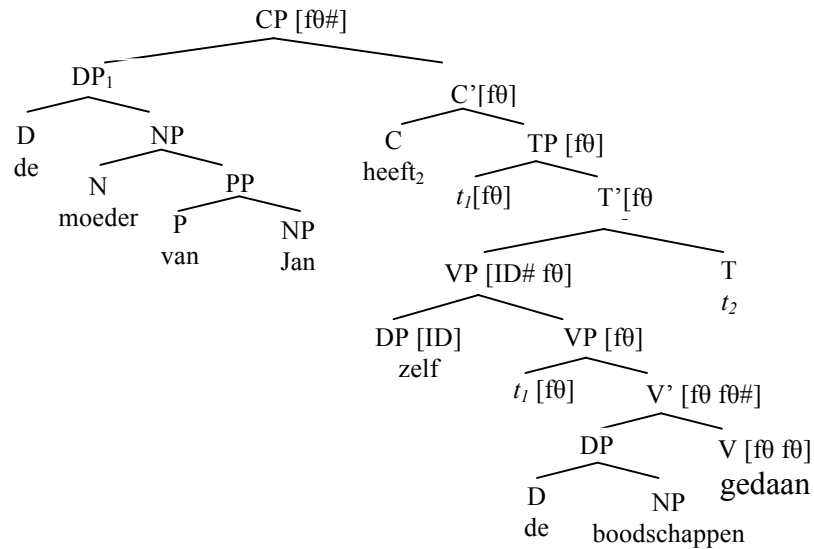 CP [fθ#]
DP₁ C’[fθ]
D NP C TP [fθ]
de heeft₂
N PP t₁[fθ] T’[fθ
moeder
P NP VP [ID# fθ] T
van Jan t₂
DP [ID] VP [fθ]
zelf
t₁ [fθ] V’ [fθ fθ#]
DP V [fθ fθ]
gedaan
D NP
de boodschappen